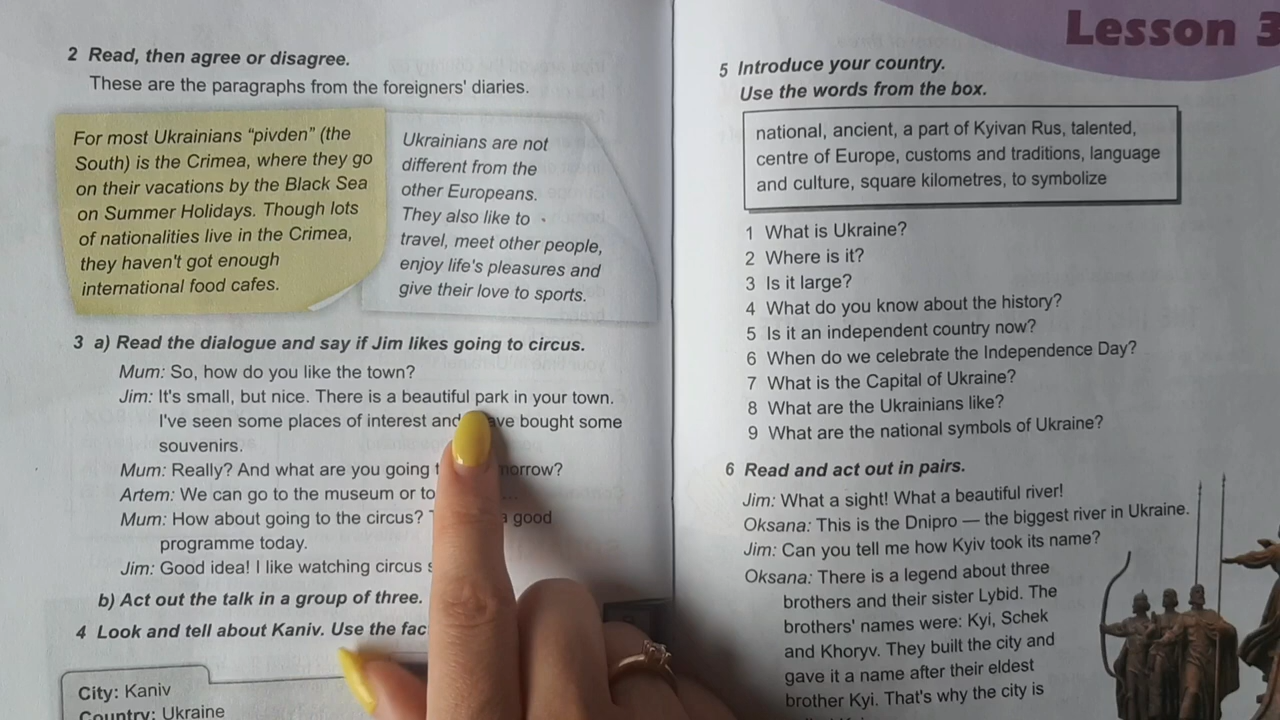 2 Read, then agree or disagree.
These are the paragraphs from the foreigners' diaries.
For most Ukrainians “pivden” (the
South) is the Crimea, where they go
on their vacations by the Black Sea
on Summer Holidays. Though lots
of nationalities live in the Crimea,
they haven't got enough
international food cafes.
Ukrainians are not
different from the
other Europeans.
They also like to
travel, meet other people,
enjoy life's pleasures and
give their love to sports.
3 a) Read the dialogue and say if Jim likes going to circus.
Mum: So, how do you like the town?
Jim: It's small, but nice. There is a beautiful park in your town.
I've seen some places of interest and bought some
souvenirs.
Mum: Really? And what are you going
Artem: We can go to the museum or to
Mum: How about going to the circus? good
programme today.
Jim: Good idea! I like watching circus
b) Act out the talk in a group of three.
4 Look and tell about Kaniv. Use the
City: Kaniv
Country: Ukraine
Lesson 3
5 Introduce your country.
Use the words from the box.
national, ancient, a part of Kyivan Rus, talented,
centre of Europe, customs and traditions, language
and culture, square kilometres, to symbolize
1 What is Ukraine?
2 Where is it?
3 Is it large?
4 What do you know about the history?
5 Is it an independent country now?
6 When do we celebrate the Independence Day?
7 What is the Capital of Ukraine?
8 What are the Ukrainians like?
9 What are the national symbols of Ukraine?
6 Read and act out in pairs.
Jim: What a sight! What a beautiful river!
Oksana: This is the Dnipro — the biggest river in Ukraine.
Jim: Can you tell me how Kyiv took its name?
Oksana: There is a legend about three
brothers and their sister Lybid. The
brothers' names were: Kyi, Schek
and Khoryv. They built the city and
gave it a name after their eldest
brother Kyi. That's why the city is